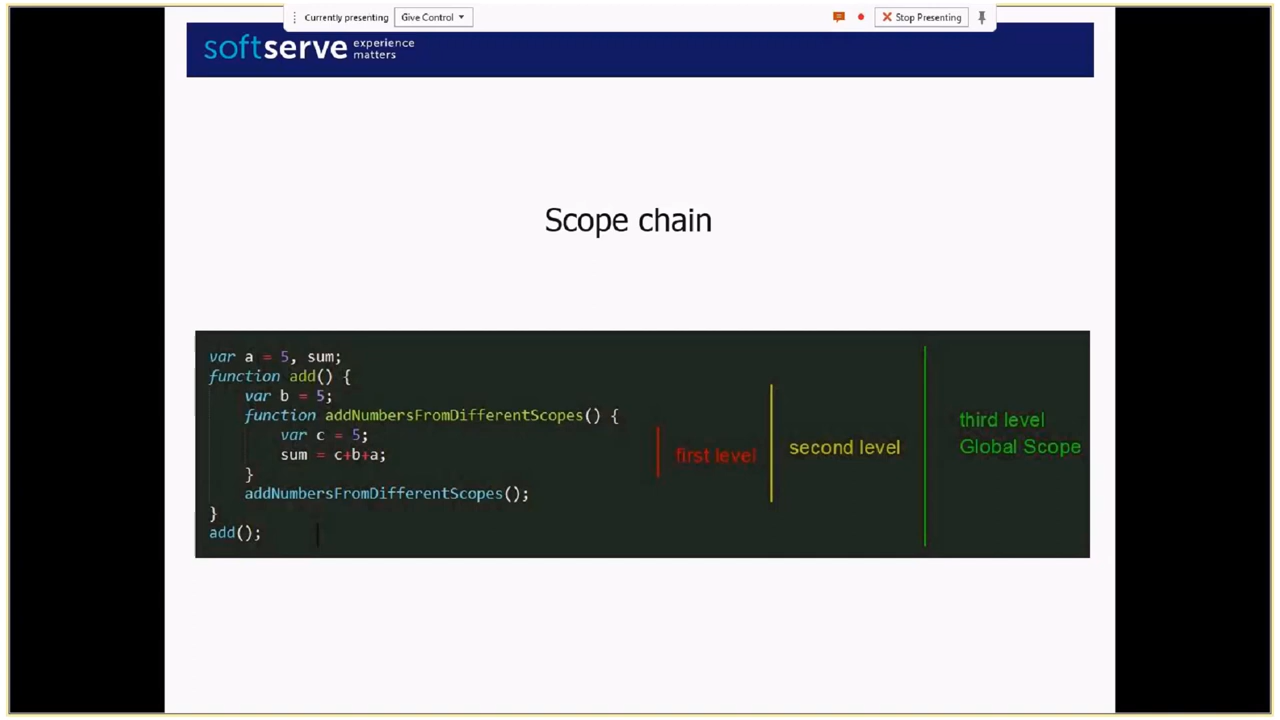 Currently presenting Give Control Stop Presenting
softserve experience matters
Scope chain
var a = 5, sum;
function add() {
var b = 5;
function addNumbersFromDifferentScopes() {
var c = 5;
sum = c+b+a;
}
addNumbersFromDifferentScopes();
}
add();
first level
second level
third level
Global Scope